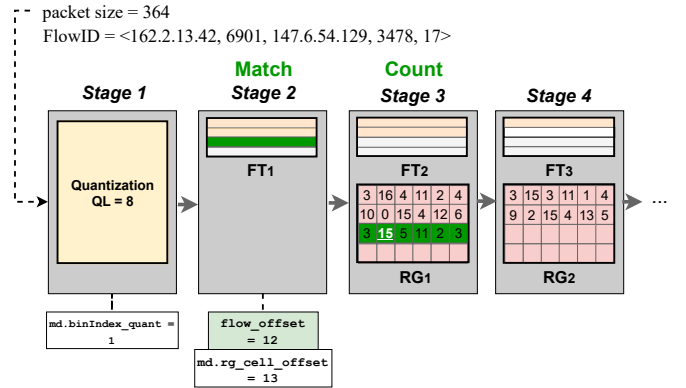 packet size = 364
FlowID = <162.2.13.42, 6901, 147.6.54.129, 3478, 17>
Match
Count
Stage 1
Stage 2
Stage 3
Stage 4
Quantization
QL = 8
FT1
FT2
FT3
3 16 4 11 2 4
10 0 15 4 12 6
3 15 5 11 2 3
RG1
3 15 3 11 1 4
9 2 15 4 13 5
RG2
...
md.binIndex_quant =
1
flow_offset
= 12
md.rg_cell_offset
= 13